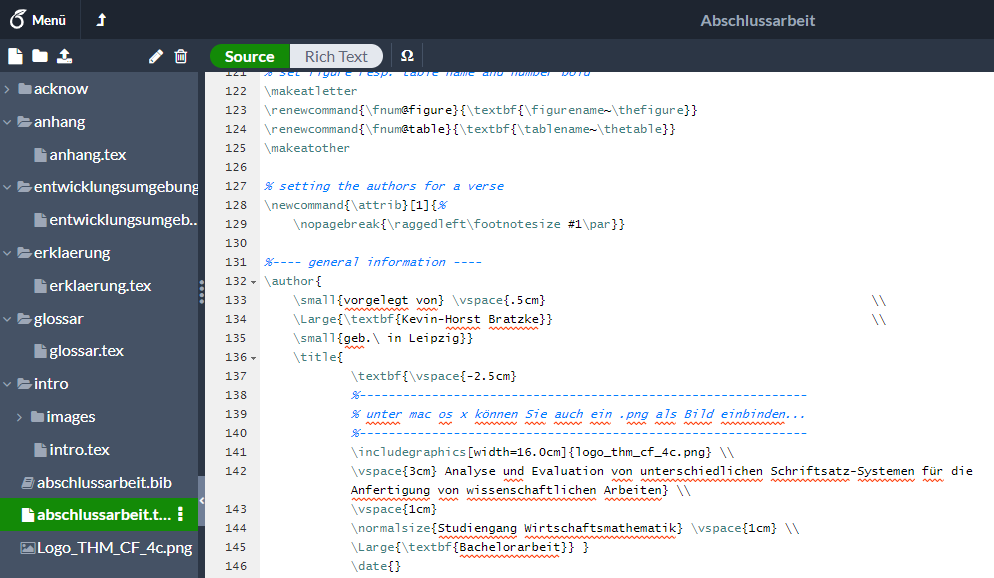 Menü
Abschlussarbeit
Source
Rich Text
Ω
acknow
anhang
anhang.tex
entwicklungsumgebung
entwicklungsumgeb..
erklaerung
erklaerung.tex
glossar
glossar.tex
intro
images
intro.tex
abschlussarbeit.bib
abschlussarbeit.t...
Logo_THM_CF_4c.png
121 % set figure resp. table name and number bold
122 \makeatletter
123 \renewcommand{\fnum@figure}{\textbf{\figurename~\thefigure}}
124 \renewcommand{\fnum@table}{\textbf{\tablename~\thetable}}
125 \makeatother
126
127 % setting the authors for a verse
128 \newcommand{\attrib}[1]{%
129 \nopagebreak{\raggedleft\footnotesize #1\par}}
130
131 %---- general information ----
132 \author{
133 \small{vorgelegt von} \vspace{.5cm} \\
134 \Large{\textbf{Kevin-Horst Bratzke}} \\
135 \small{geb.\ in Leipzig}}
136 \title{
137 \textbf{\vspace{-2.5cm}
138 %--------------------------------------------------------------
139 % unter mac os x können Sie auch ein .png als Bild einbinden...
140 %--------------------------------------------------------------
141 \includegraphics[width=16.0cm]{logo_thm_cf_4c.png} \\
142 \vspace{3cm} Analyse und Evaluation von unterschiedlichen Schriftsatz-Systemen für die
Anfertigung von wissenschaftlichen Arbeiten} \\
143 \vspace{1cm}
144 \normalsize{Studiengang Wirtschaftsmathematik} \vspace{1cm} \\
145 \Large{\textbf{Bachelorarbeit}} }
146 \date{}